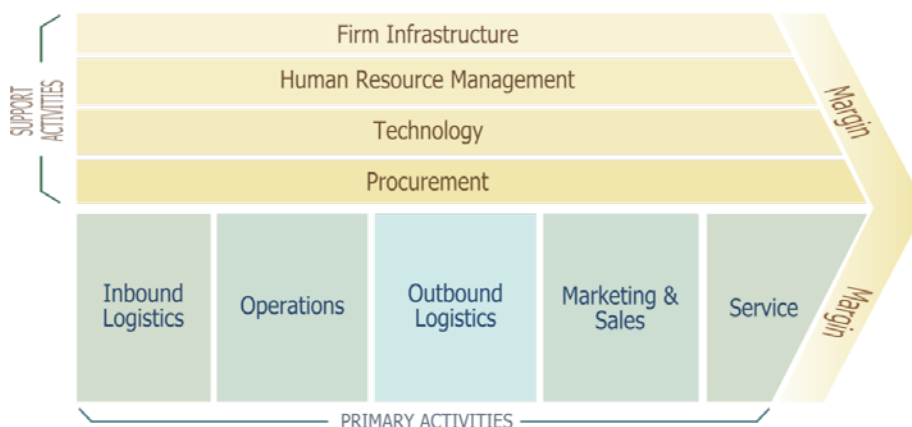 Firm Infrastructure
Human Resource Management
Technology
Procurement
SUPPORT
ACTIVITIES
Margin
Inbound
Logistics
Operations
Outbound
Logistics
Marketing &
Sales
Service
Margin
PRIMARY ACTIVITIES